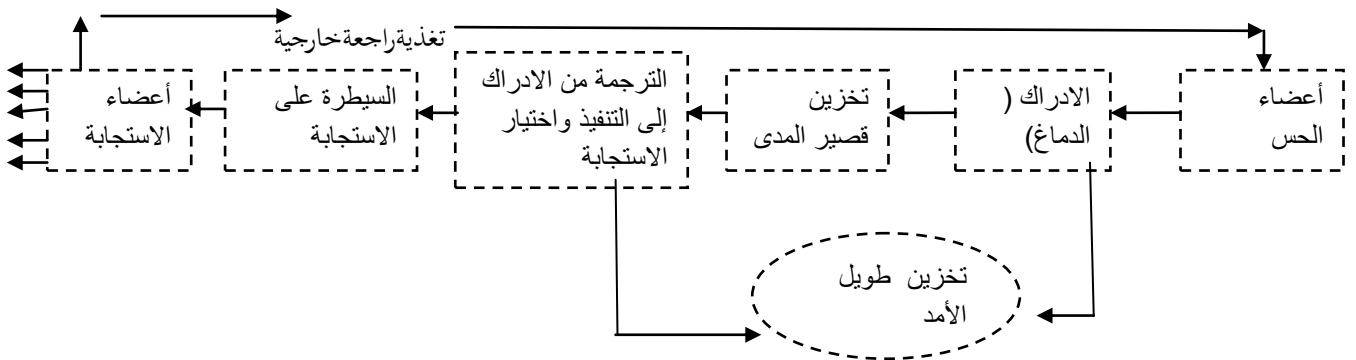 تغذيةراجعةخارجية
أعضاء
الحس
الادراك (
الدماغ)
تخزين
قصير المدى
الترجمة من الادراك
إلى التنفيذ واختيار
الاستجابة
السيطرة على
الاستجابة
أعضاء
الاستجابة
تخزين طويل
الأمد